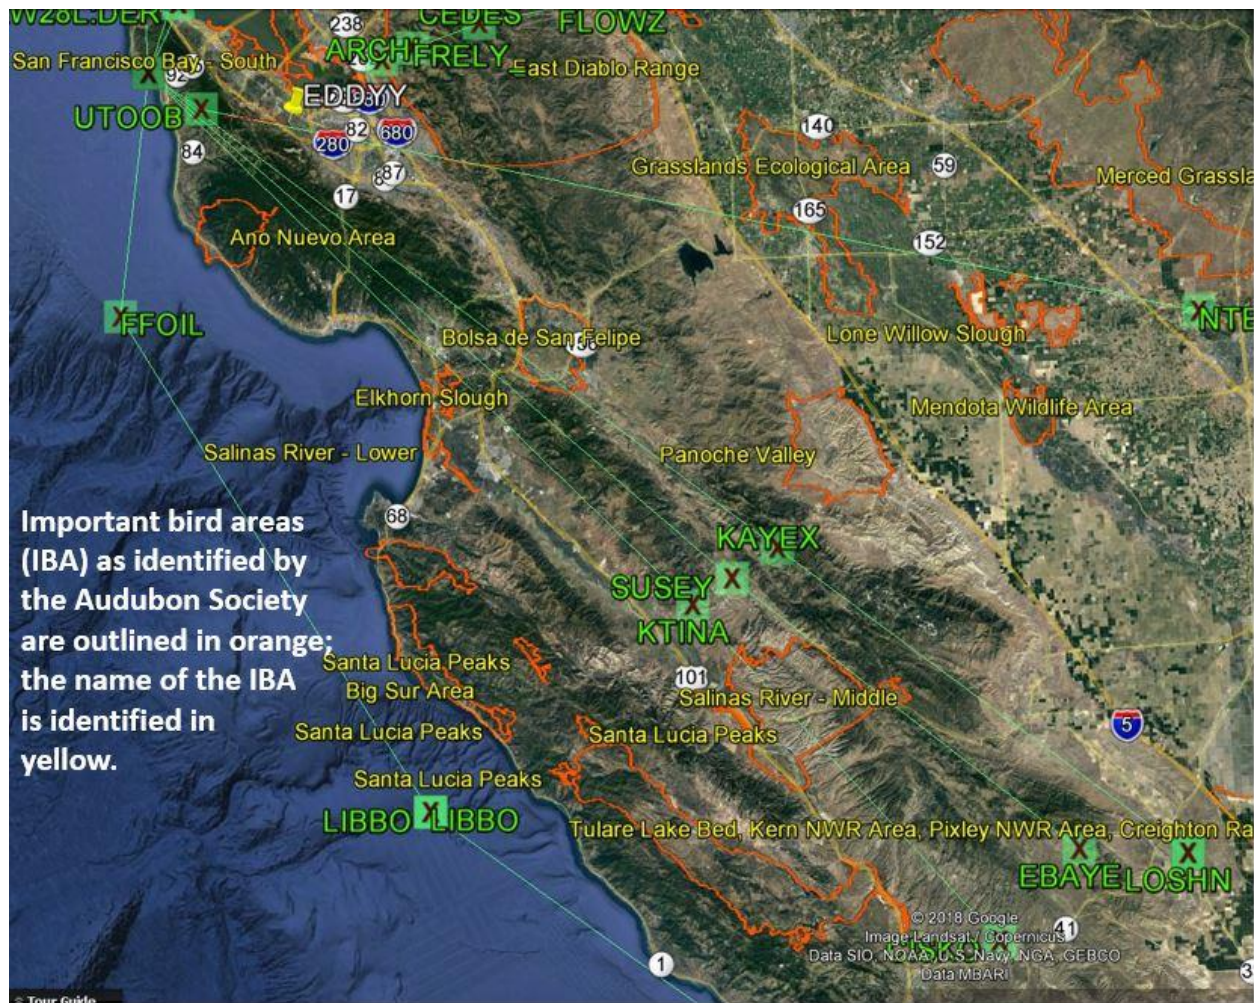 W28L:DER
238
CEDES
FLOWZ
ARCHI
FRELY
San Francisco Bay - South
East Diablo Range
92
EDDYY
UTOOB
82
680
280
140
84
87
Grasslands Ecological Area
59
Merced Grassla
17
165
Ano Nuevo Area
152
FFOIL
NTE
Bolsa de San Felipe
156
Lone Willow Slough
Elkhorn Slough
Mendota Wildlife Area
Salinas River - Lower
Panoche Valley
68
Important bird areas
(IBA) as identified by
the Audubon Society
are outlined in orange;
the name of the IBA
is identified in
yellow.
KAYEX
SUSEY
KTINA
Santa Lucia Peaks
101
Big Sur Area
Salinas River - Middle
Santa Lucia Peaks
Santa Lucia Peaks
5
Santa Lucia Peaks
LIBBO LIBBO
Tulare Lake Bed, Kern NWR Area, Pixley NWR Area, Creighton Ra
EBAYE LOSHN
© 2018 Google
41
Image Landsat / Copernicus
Data SIO, NOAA, U.S. Navy, NGA, GEBCO
Data MBARI
1
3
Tour Guide